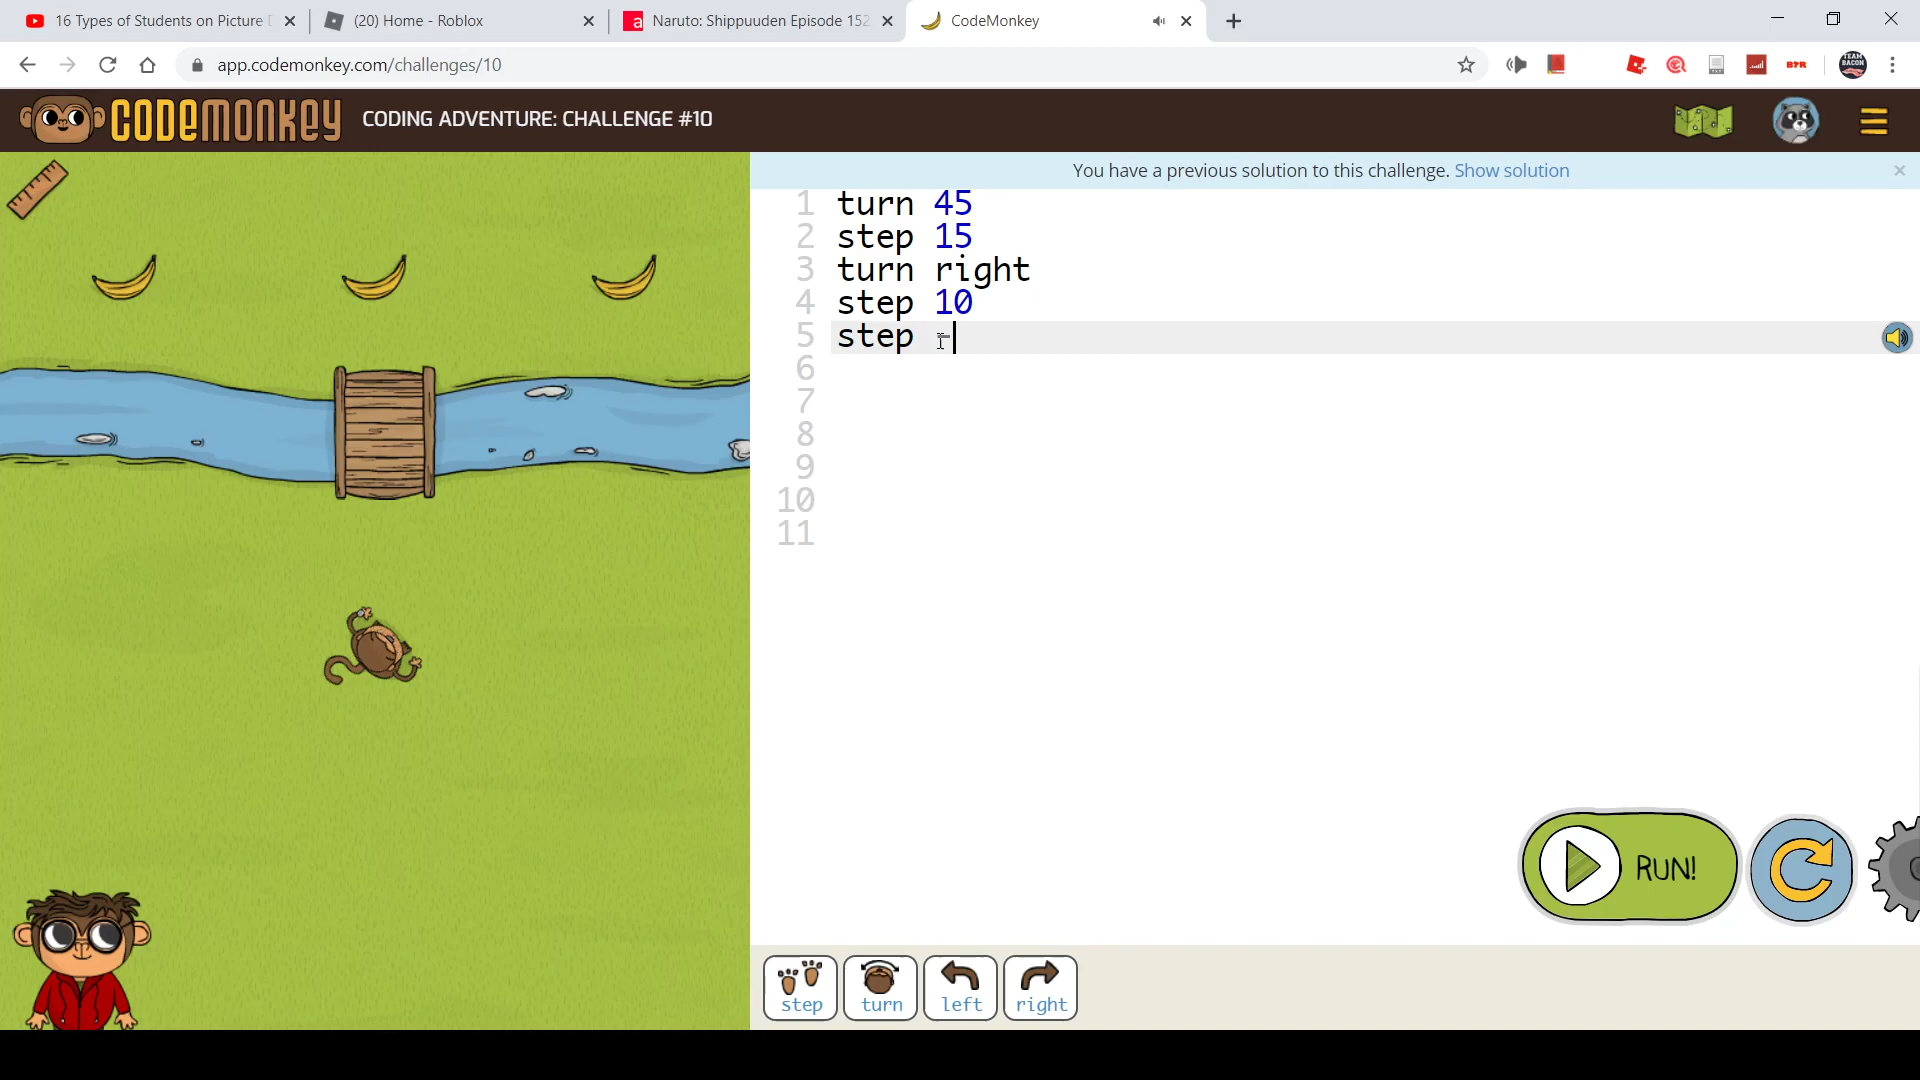 16 Types of Students on Picture D
(20) Home - Roblox
Naruto: Shippuuden Episode 152
CodeMonkey
app.codemonkey.com/challenges/10
TEAM BACON
CODEMONKEY
CODING ADVENTURE: CHALLENGE #10
You have a previous solution to this challenge. Show solution
1 turn 45
2 step 15
3 turn right
4 step 10
5 step -
6
7
8
9
10
11
RUN!
step
turn
left
right